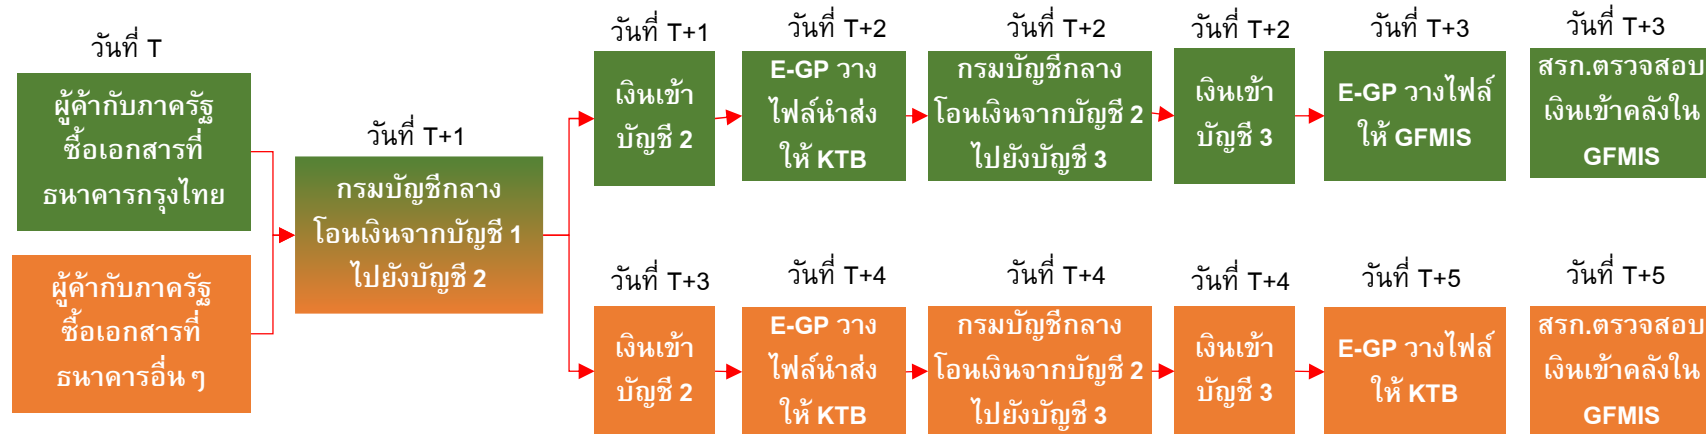 วันที่ T
ผู้ค้ากับภาครัฐ
ซื้อเอกสารที่
ธนาคารกรุงไทย
ผู้ค้ากับภาครัฐ
ซื้อเอกสารที่
ธนาคารอื่น ๆ
วันที่ T+1
กรมบัญชีกลาง
โอนเงินจากบัญชี 1
ไปยังบัญชี 2
วันที่ T+1
เงินเข้า
บัญชี 2
วันที่ T+2
E-GP วาง
ไฟล์นำส่ง
ให้ KTB
วันที่ T+2
กรมบัญชีกลาง
โอนเงินจากบัญชี 2
ไปยังบัญชี 3
วันที่ T+2
เงินเข้า
บัญชี 3
วันที่ T+3
E-GP วางไฟล์
ให้ GFMIS
วันที่ T+3
สรก.ตรวจสอบ
เงินเข้าคลังใน
GFMIS
วันที่ T+3
เงินเข้า
บัญชี 2
วันที่ T+4
E-GP วาง
ไฟล์นำส่ง
ให้ KTB
วันที่ T+4
กรมบัญชีกลาง
โอนเงินจากบัญชี 2
ไปยังบัญชี 3
วันที่ T+4
เงินเข้า
บัญชี 3
วันที่ T+5
E-GP วางไฟล์
ให้ KTB
วันที่ T+5
สรก.ตรวจสอบ
เงินเข้าคลังใน
GFMIS